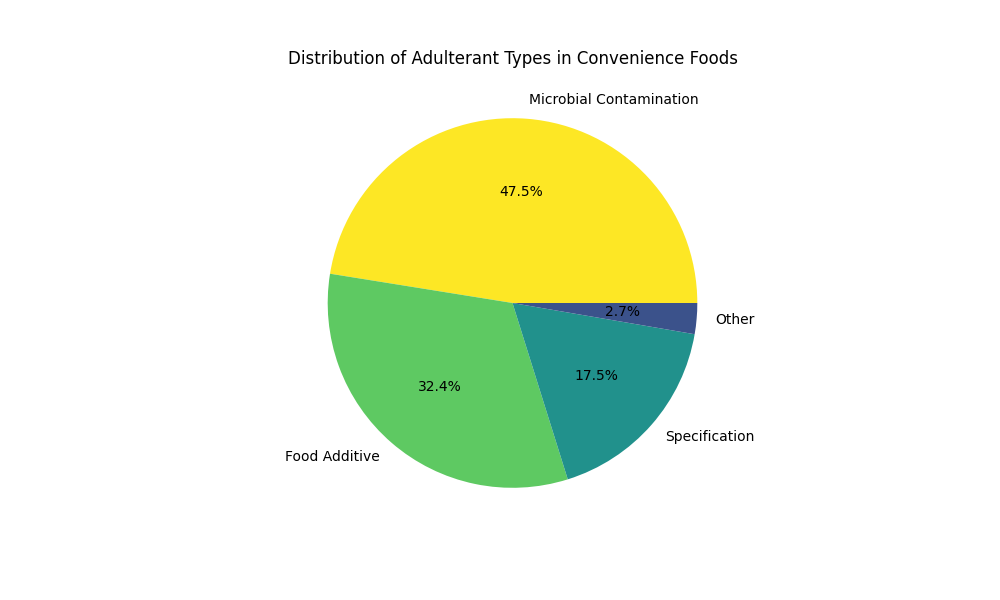 Distribution of Adulterant Types in Convenience Foods
Microbial Contamination
47.5%
2.7%
Other
17.5%
32.4%
Specification
Food Additive